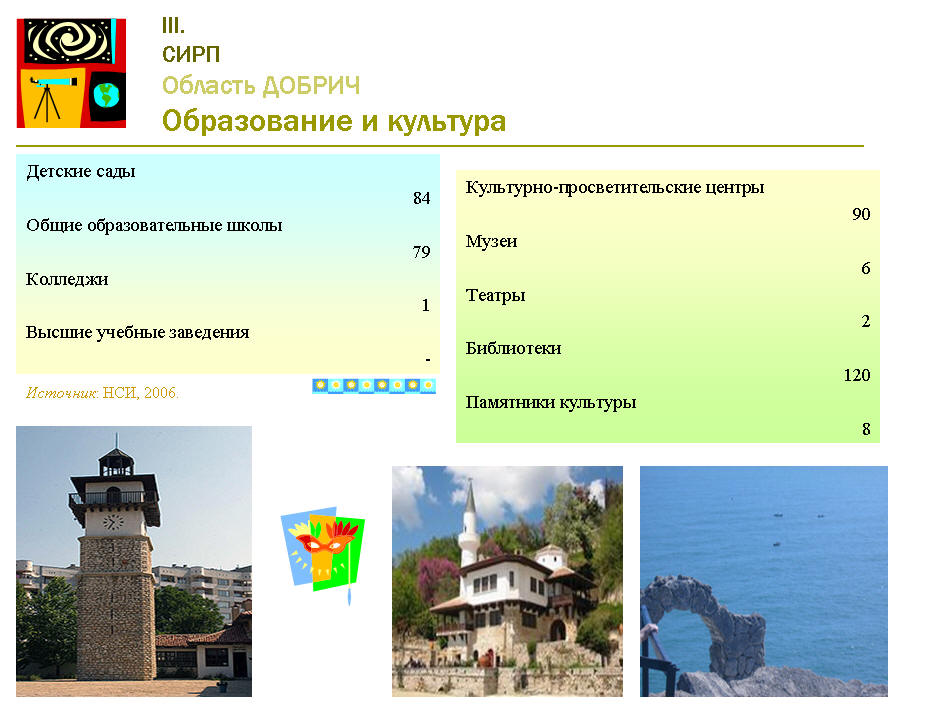 III.
СИРП
Область ДОБРИЧ
Образование и культура
Детские сады
84
Общие образовательные школы
79
Колледжи
1
Высшие учебные заведения
-
Источник: НСИ, 2006.
Культурно-просветительские центры
90
Музеи
6
Театры
2
Библиотеки
120
Памятники культуры
8